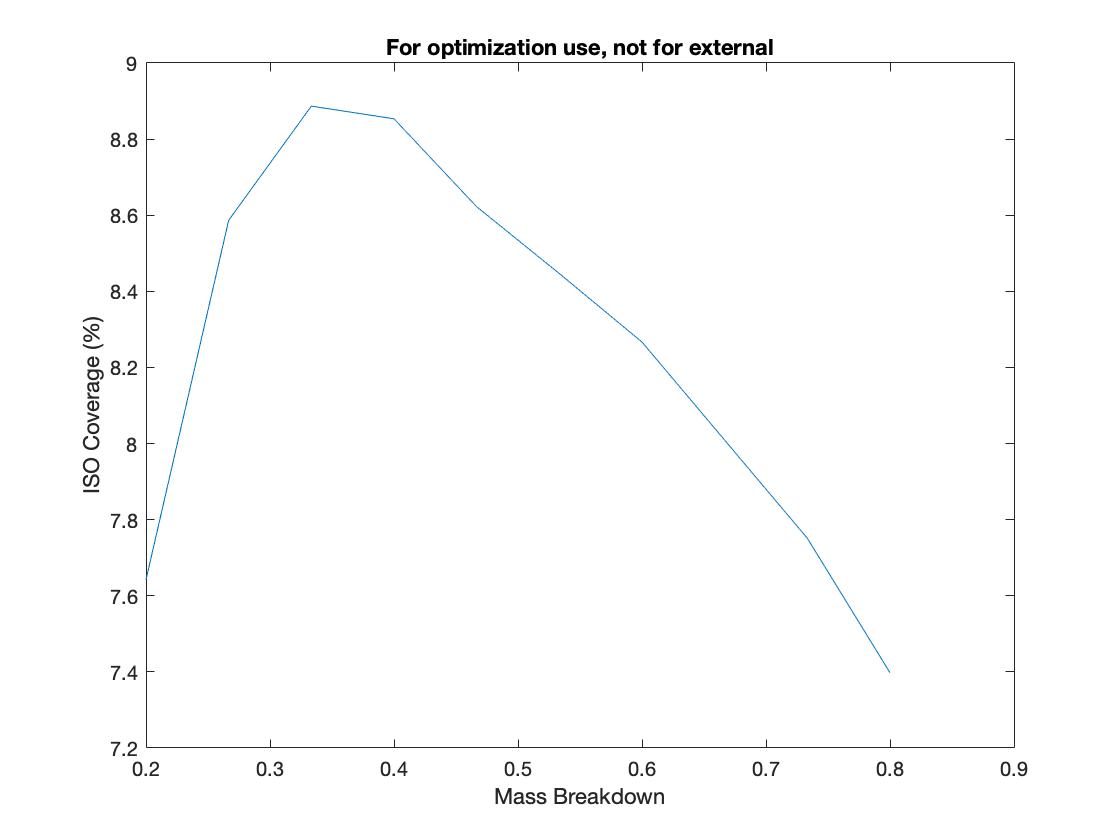 For optimization use, not for external
9
8.8
8.6
8.4
8.2
8
7.8
7.6
7.4
7.2
ISO Coverage (%)
0.2 0.3 0.4 0.5 0.6 0.7 0.8 0.9
Mass Breakdown